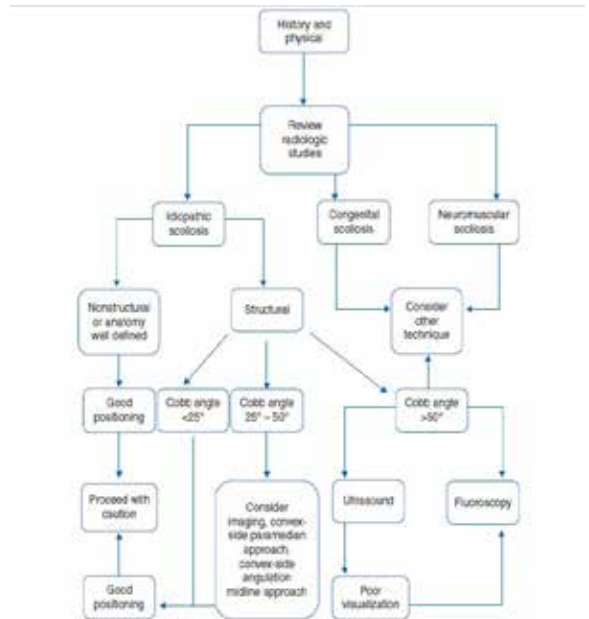 History and
physical
Review
radiologic
studies
Idiopathic
scoliosis
Congenital
scoliosis
Neuromuscular
scoliosis
Nonstructural
or anatomy
well defined
Structural
Consider
other
technique
Good
positioning
Cobb angle
<25°
Cobb angle
25° – 50°
Cobb angle
>50°
Proceed with
caution
Consider
imaging, convex-
side paramedian
approach,
convex-side
angulation
midline approach
Ultrasound
Fluoroscopy
Good
positioning
Poor
visualization